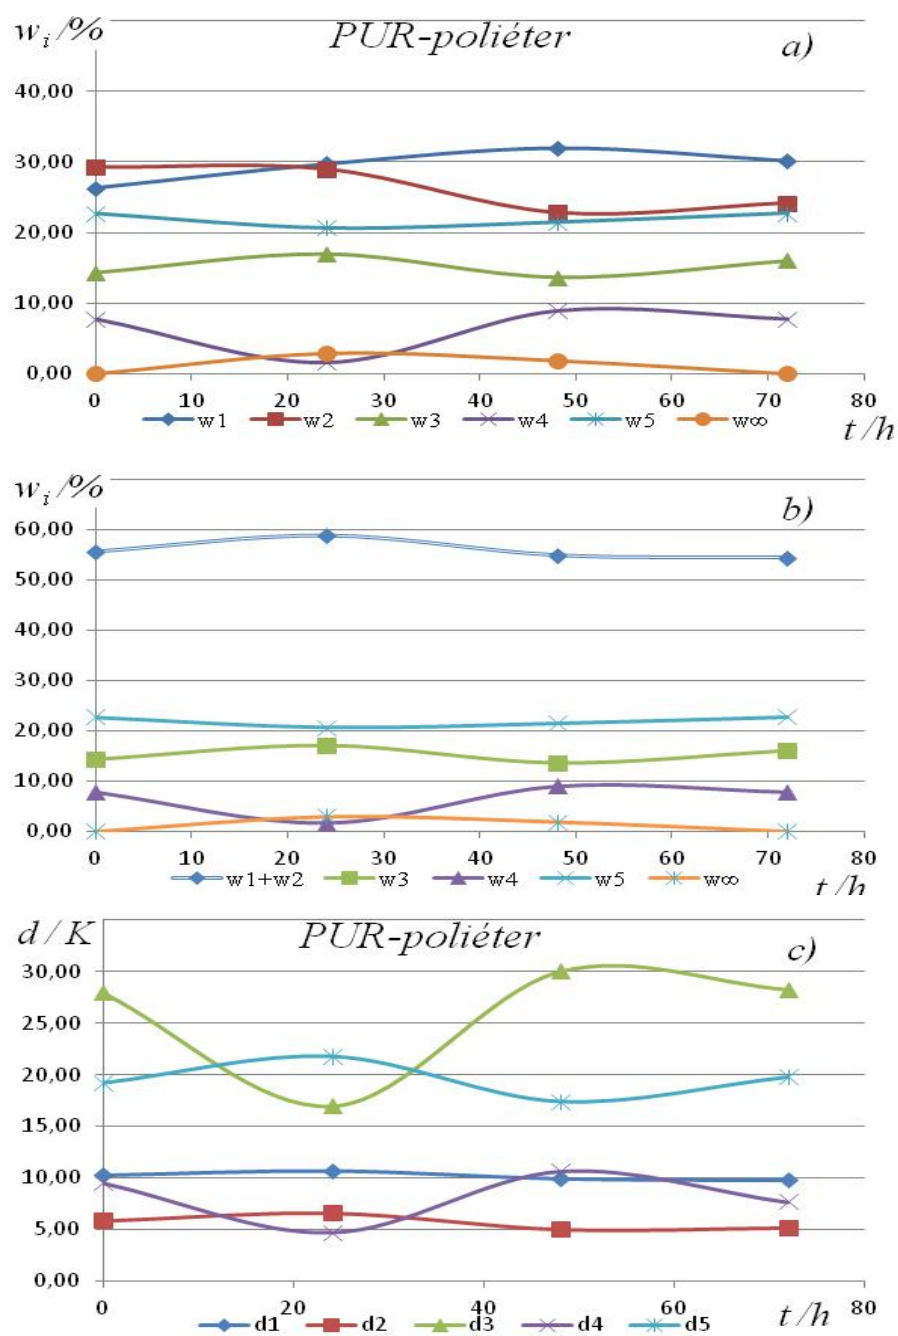 wi /%
PUR-poliéter
a)
40,00
30,00
20,00
10,00
0,00
0 10 20 30 40 50 60 70 80
w1 w2 w3 w4 w5 w∞
t /h
wi /%
b)
60,00
50,00
40,00
30,00
20,00
10,00
0,00
0 10 20 30 40 50 60 70 80
w1+w2 w3 w4 w5 w∞
t /h
d / K
PUR-poliéter
c)
30,00
25,00
20,00
15,00
10,00
5,00
0,00
0 20 40 60 80
d1 d2 d3 d4 d5
t /h